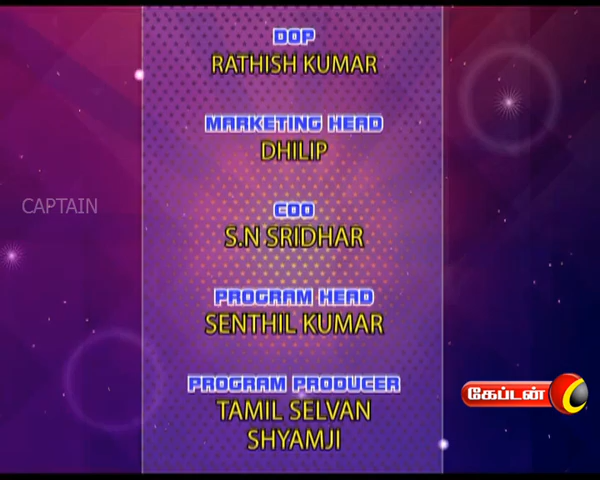 DOP
RATHISH KUMAR
MARKETING HEAD
DHILIP
CAPTAIN
COO
S.N SRIDHAR
PROGRAM HEAD
SENTHIL KUMAR
PROGRAM PRODUCER
TAMIL SELVAN
SHYAMJI
கேப்டன்